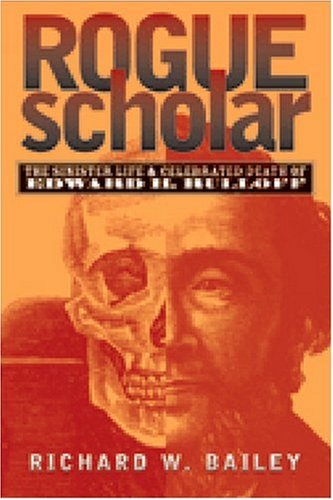 ROGUE
scholar
THE SINISTER LIFE & CELEBRATED DEATH OF
EDWARD H. RULLOFF
RICHARD W. BAILEY